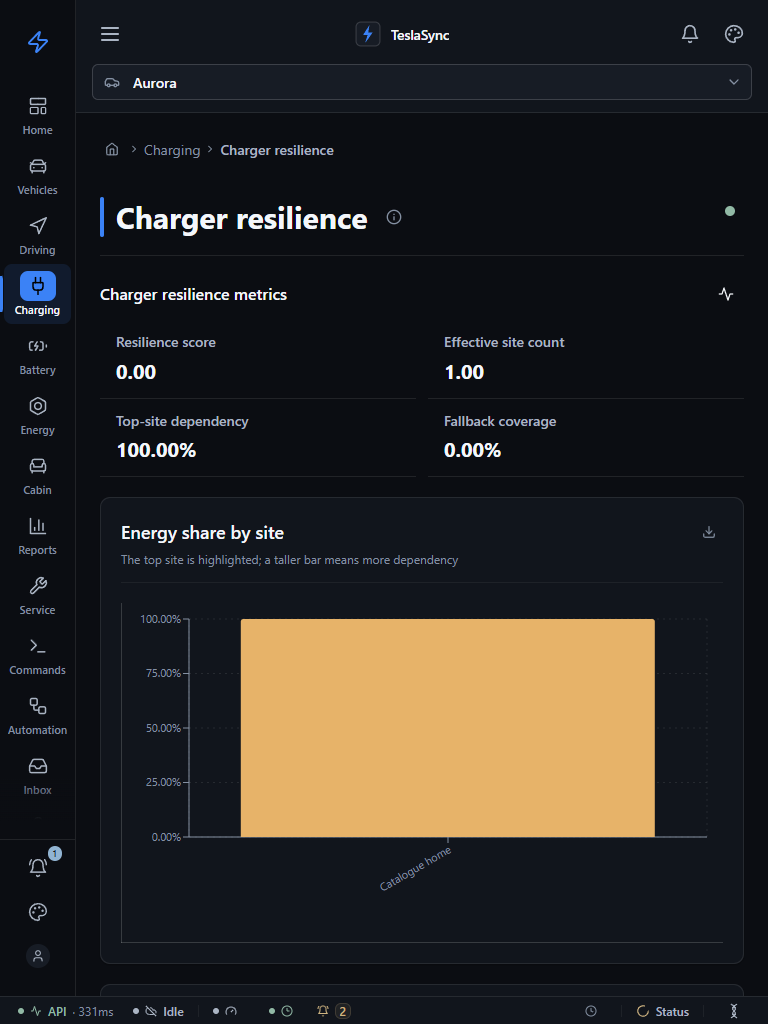 TeslaSync
Aurora
Home
Vehicles
Driving
Charging
Battery
Energy
Cabin
Reports
Service
Commands
Automation
Inbox
1
Charging
Charger resilience
Charger resilience
Charger resilience metrics
Resilience score
0.00
Effective site count
1.00
Top-site dependency
100.00%
Fallback coverage
0.00%
Energy share by site
The top site is highlighted; a taller bar means more dependency
100.00%
75.00%
50.00%
25.00%
0.00%
Catalogue home
API · 331ms
Idle
2
Status